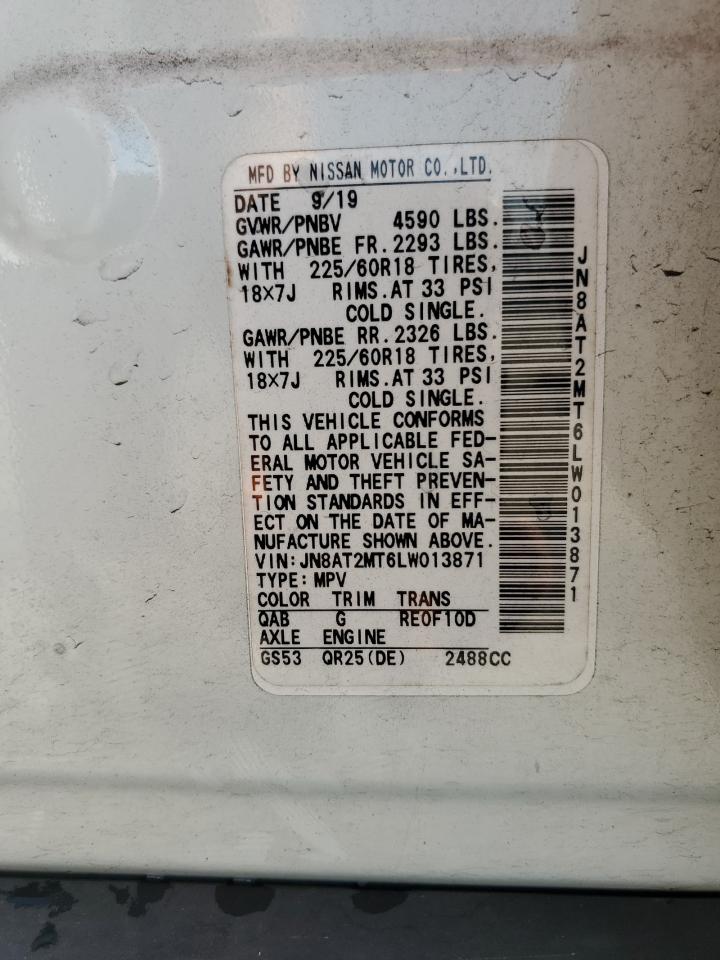 MFD BY NISSAN MOTOR CO.,LTD.
DATE 9/19
GVWR/PNBV 4590 LBS.
GAWR/PNBE FR. 2293 LBS.
WITH 225/60R18 TIRES,
18×7J RIMS. AT 33 PSI
COLD SINGLE.
GAWR/PNBE RR. 2326 LBS.
WITH 225/60R18 TIRES,
18×7J RIMS. AT 33 PSI
COLD SINGLE.
THIS VEHICLE CONFORMS
TO ALL APPLICABLE FED-
ERAL MOTOR VEHICLE SA-
FETY AND THEFT PREVEN-
TION STANDARDS IN EFF-
ECT ON THE DATE OF MA-
NUFACTURE SHOWN ABOVE.
VIN: JN8AT2MT6LW013871
TYPE: MPV
COLOR TRIM TRANS
QAB G RE0F10D
AXLE ENGINE
GS53 QR25(DE) 2488CC
JN8AT2MT6LW013871